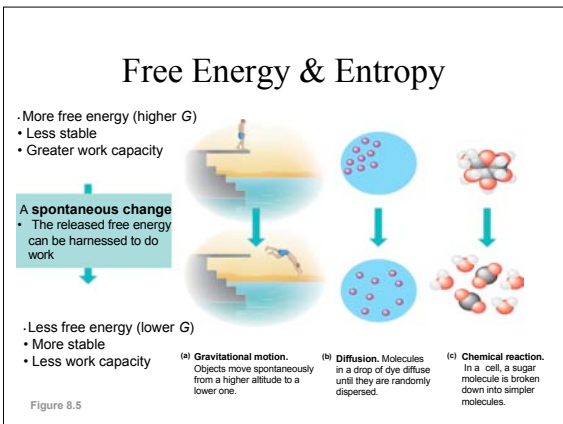 Free Energy & Entropy
· More free energy (higher G)
• Less stable
• Greater work capacity
A spontaneous change
• The released free energy
can be harnessed to do
work
· Less free energy (lower G)
• More stable
• Less work capacity
(a) Gravitational motion.
Objects move spontaneously
from a higher altitude to a
lower one.
(b) Diffusion. Molecules
in a drop of dye diffuse
until they are randomly
dispersed.
(c) Chemical reaction.
In a cell, a sugar
molecule is broken
down into simpler
molecules.
Figure 8.5